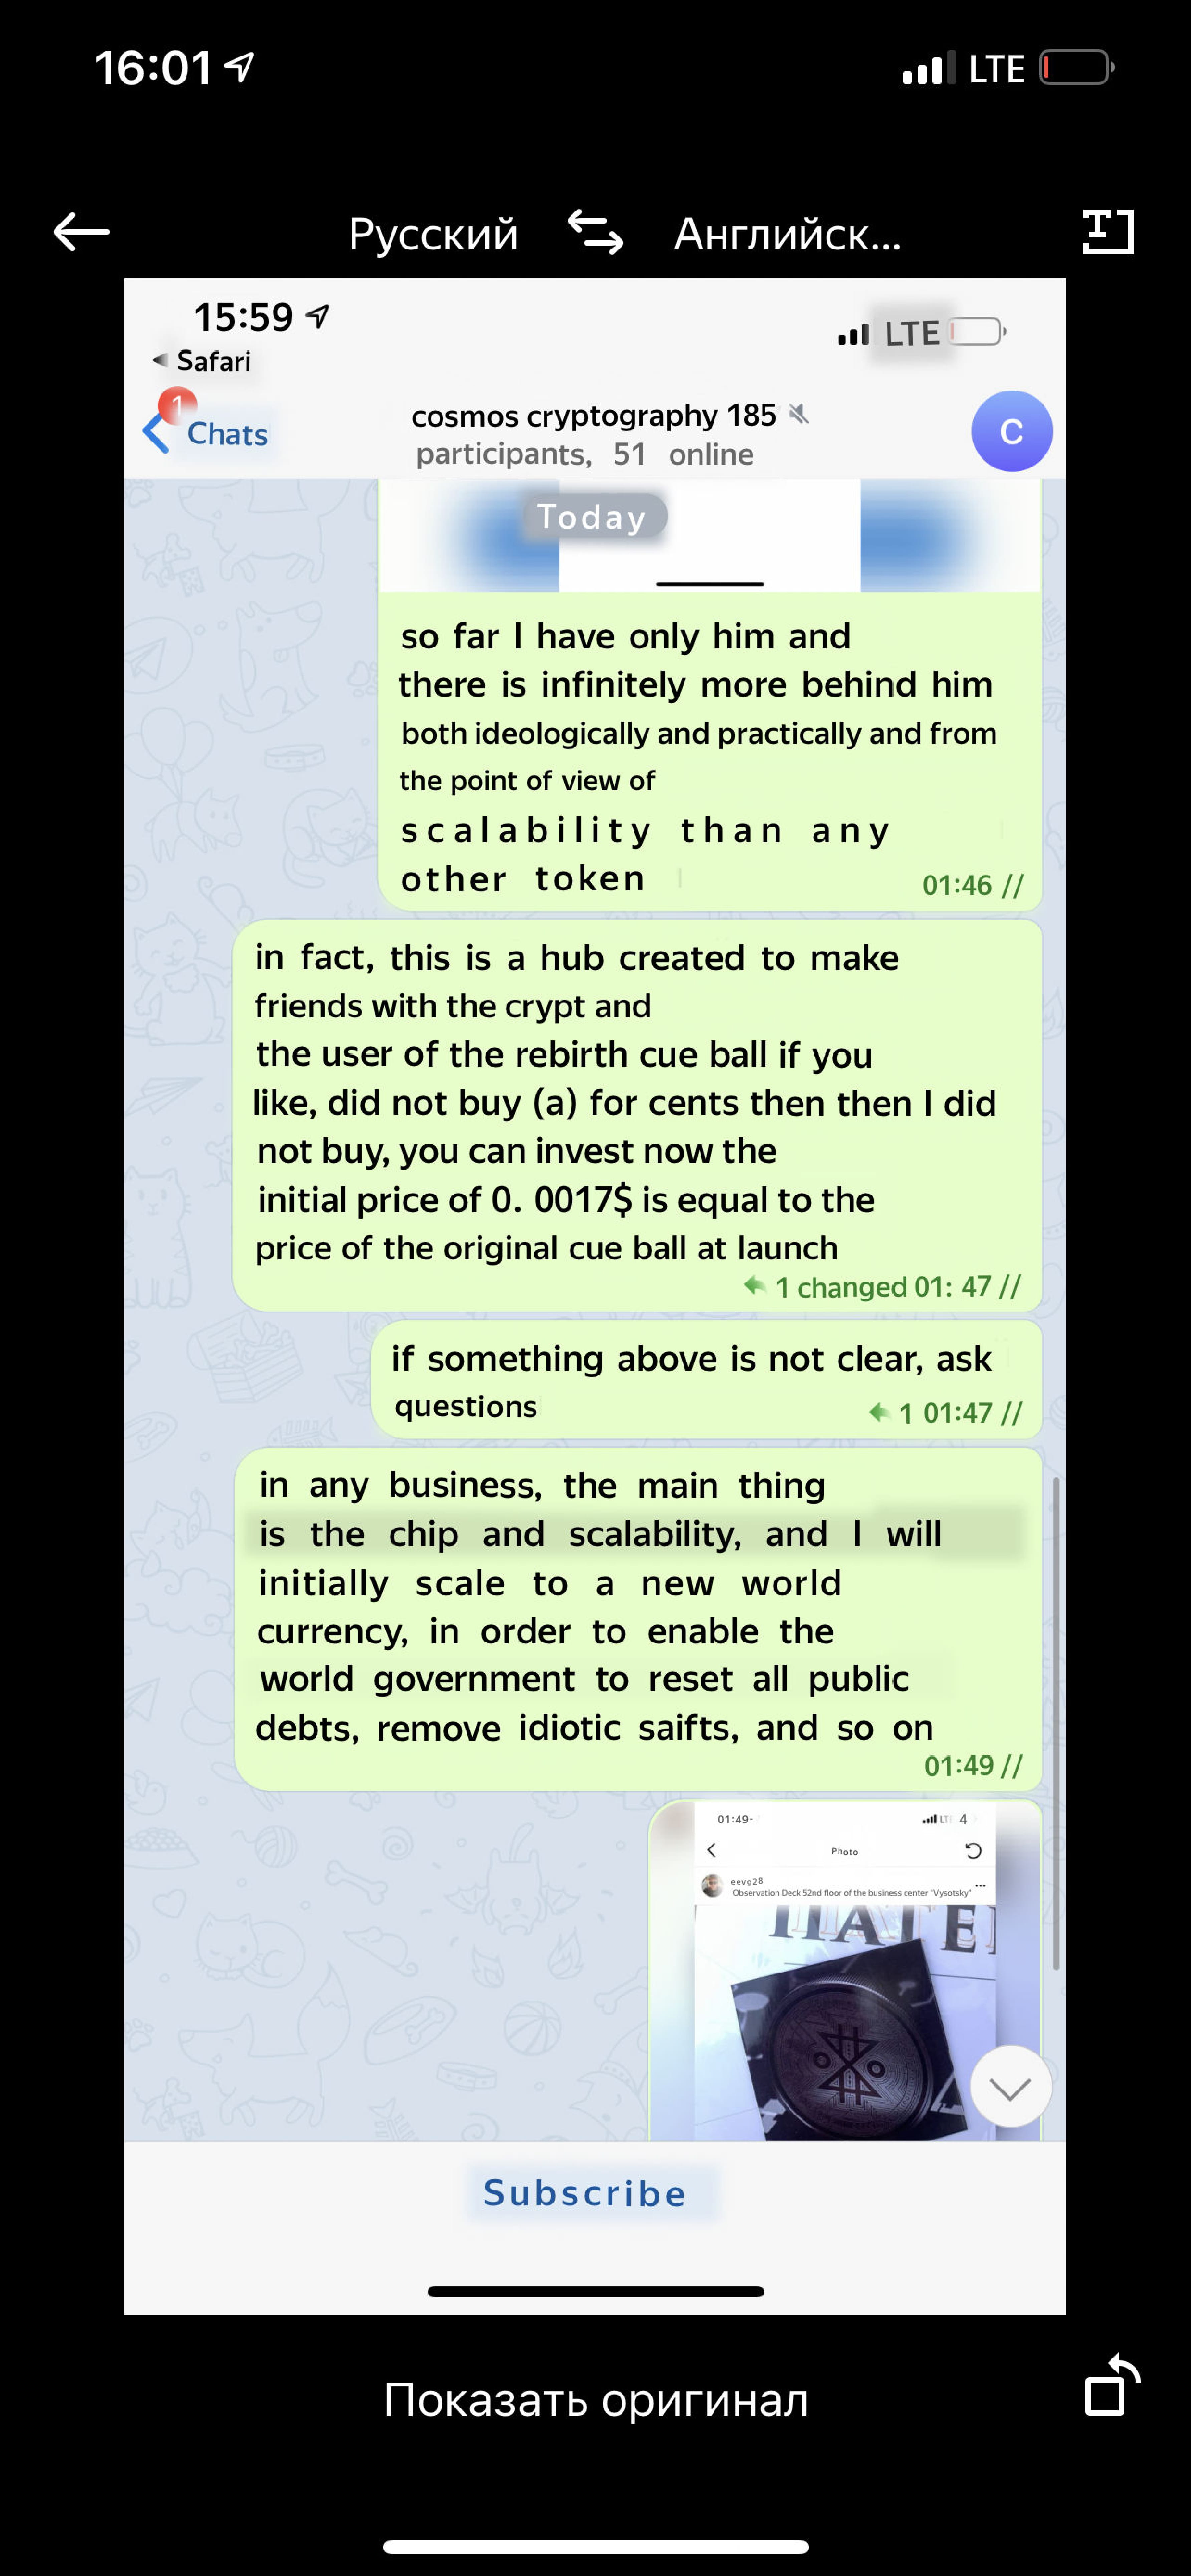 16:01
LTE
Русский
Английск...
15:59
LTE
Safari
1
Chats
cosmos cryptography 185
participants, 51 online
C
Today
so far I have only him and
there is infinitely more behind him
both ideologically and practically and from
the point of view of
scalability than any
other token
01:46 //
in fact, this is a hub created to make
friends with the crypt and
the user of the rebirth cue ball if you
like, did not buy (a) for cents then then I did
not buy, you can invest now the
initial price of 0. 0017$ is equal to the
price of the original cue ball at launch
1 changed 01: 47 //
if something above is not clear, ask
questions
1 01:47 //
in any business, the main thing
is the chip and scalability, and I will
initially scale to a new world
currency, in order to enable the
world government to reset all public
debts, remove idiotic saifts, and so on
01:49 //
01:49-
LT 4
Photo
eevg28
Observation Deck 52nd floor of the business center "Vysotsky"
Subscribe
Показать оригинал